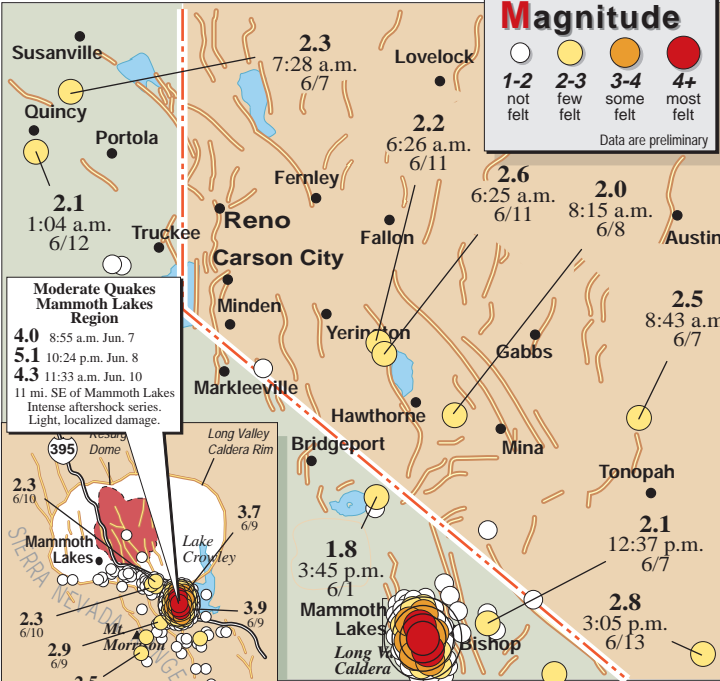 Magnitude
1-2 2-3 3-4 4+
not few some most
felt felt felt felt
Data are preliminary
Susanville
2.3
7:28 a.m.
6/7
Lovelock
Quincy
Portola
2.2
6:26 a.m.
6/11
Fernley
2.6
6:25 a.m.
6/11
2.0
8:15 a.m.
6/8
2.1
1:04 a.m.
6/12
Truckee
Reno
Fallon
Austin
Carson City
Moderate Quakes
Mammoth Lakes
Region
4.0 8:55 a.m. Jun. 7
5.1 10:24 p.m. Jun. 8
4.3 11:33 a.m. Jun. 10
11 mi. SE of Mammoth Lakes
Intense aftershock series.
Light, localized damage.
Minden
Yerington
2.5
8:43 a.m
6/7
Gabbs
Markleeville
Hawthorne
Bridgeport
Mina
Tonopah
395
Dome
Long Valley
Caldera Rim
2.3
6/10
3.7
6/9
Mammoth
Lakes
Lake
Crowley
SIERRA NEVADA
2.3
6/10
3.9
6/9
Mt
Morrison
2.9
6/9
2.5
1.8
3:45 p.m.
6/1
2.1
12:37 p.m.
6/7
Mammoth
Lakes
Long V
Caldera
Bishop
2.8
3:05 p.m.
6/13